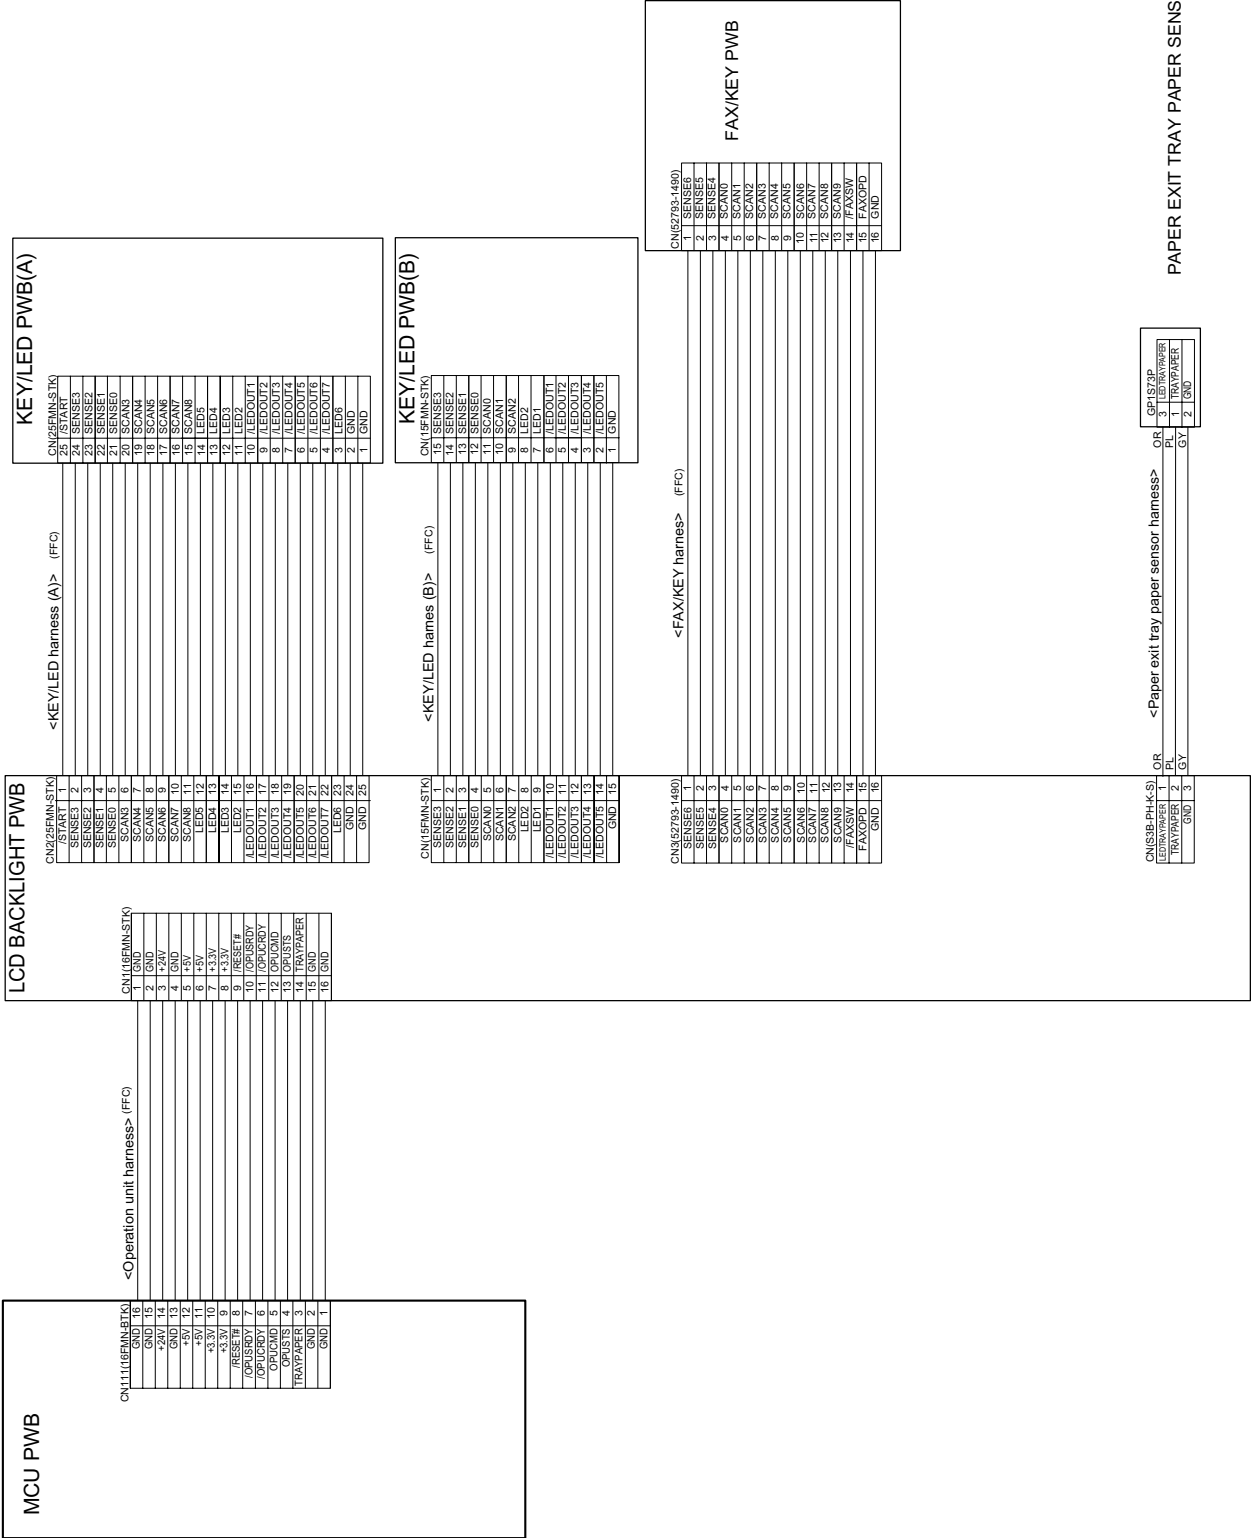 MCU PWB
CN111(16FMN-BTK)
GND 16
GND 15
+24V 14
GND 13
+5V 12
+5V 11
+3.3V 10
+3.3V 9
/RESET# 8
/OPUSRDY 7
/OPUCRDY 6
OPUCMD 5
OPUSTS 4
TRAYPAPER 3
GND 2
GND 1
<Operation unit harness> (FFC)
LCD BACKLIGHT PWB
CN1(16FMN-STK)
1 GND
2 GND
3 +24V
4 GND
5 +5V
6 +5V
7 +3.3V
8 +3.3V
9 /RESET#
10 /OPUSRDY
11 /OPUCRDY
12 OPUCMD
13 OPUSTS
14 TRAYPAPER
15 GND
16 GND
CN2(25FMN-STK)
/START 1
SENSE3 2
SENSE2 3
SENSE1 4
SENSE0 5
SCAN3 6
SCAN4 7
SCAN5 8
SCAN6 9
SCAN7 10
SCAN8 11
LED5 12
LED4 13
LED3 14
LED2 15
/LEDOUT1 16
/LEDOUT2 17
/LEDOUT3 18
/LEDOUT4 19
/LEDOUT5 20
/LEDOUT6 21
/LEDOUT7 22
LED6 23
GND 24
GND 25
<KEY/LED harness (A)> (FFC)
KEY/LED PWB(A)
CN(25FMN-STK)
25 /START
24 SENSE3
23 SENSE2
22 SENSE1
21 SENSE0
20 SCAN3
19 SCAN4
18 SCAN5
17 SCAN6
16 SCAN7
15 SCAN8
14 LED5
13 LED4
12 LED3
11 LED2
10 /LEDOUT1
9 /LEDOUT2
8 /LEDOUT3
7 /LEDOUT4
6 /LEDOUT5
5 /LEDOUT6
4 /LEDOUT7
3 LED6
2 GND
1 GND
CN(15FMN-STK)
SENSE3 1
SENSE2 2
SENSE1 3
SENSE0 4
SCAN0 5
SCAN1 6
SCAN2 7
LED2 8
LED1 9
/LEDOUT1 10
/LEDOUT2 11
/LEDOUT3 12
/LEDOUT4 13
/LEDOUT5 14
GND 15
<KEY/LED harnes (B)> (FFC)
KEY/LED PWB(B)
CN(15FMN-STK)
15 SENSE3
14 SENSE2
13 SENSE1
12 SENSE0
11 SCAN0
10 SCAN1
9 SCAN2
8 LED2
7 LED1
6 /LEDOUT1
5 /LEDOUT2
4 /LEDOUT3
3 /LEDOUT4
2 /LEDOUT5
1 GND
CN3(52793-1490)
SENSE6 1
SENSE5 2
SENSE4 3
SCAN0 4
SCAN1 5
SCAN2 6
SCAN3 7
SCAN4 8
SCAN5 9
SCAN6 10
SCAN7 11
SCAN8 12
SCAN9 13
/FAXSW 14
FAXOPD 15
GND 16
<FAX/KEY harnes> (FFC)
FAX/KEY PWB
CN(52793-1490)
1 SENSE6
2 SENSE5
3 SENSE4
4 SCAN0
5 SCAN1
6 SCAN2
7 SCAN3
8 SCAN4
9 SCAN5
10 SCAN6
11 SCAN7
12 SCAN8
13 SCAN9
14 /FAXSW
15 FAXOPD
16 GND
CN(S3B-PH-K-S)
LEDTRAYPAPER 1 OR
TRAYPAPER 2 PL
GND 3 GY
<Paper exit tray paper sensor harness>
GP1S73P
OR 3 LEDTRAYPAPER
PL 1 TRAYPAPER
GY 2 GND
PAPER EXIT TRAY PAPER SENS